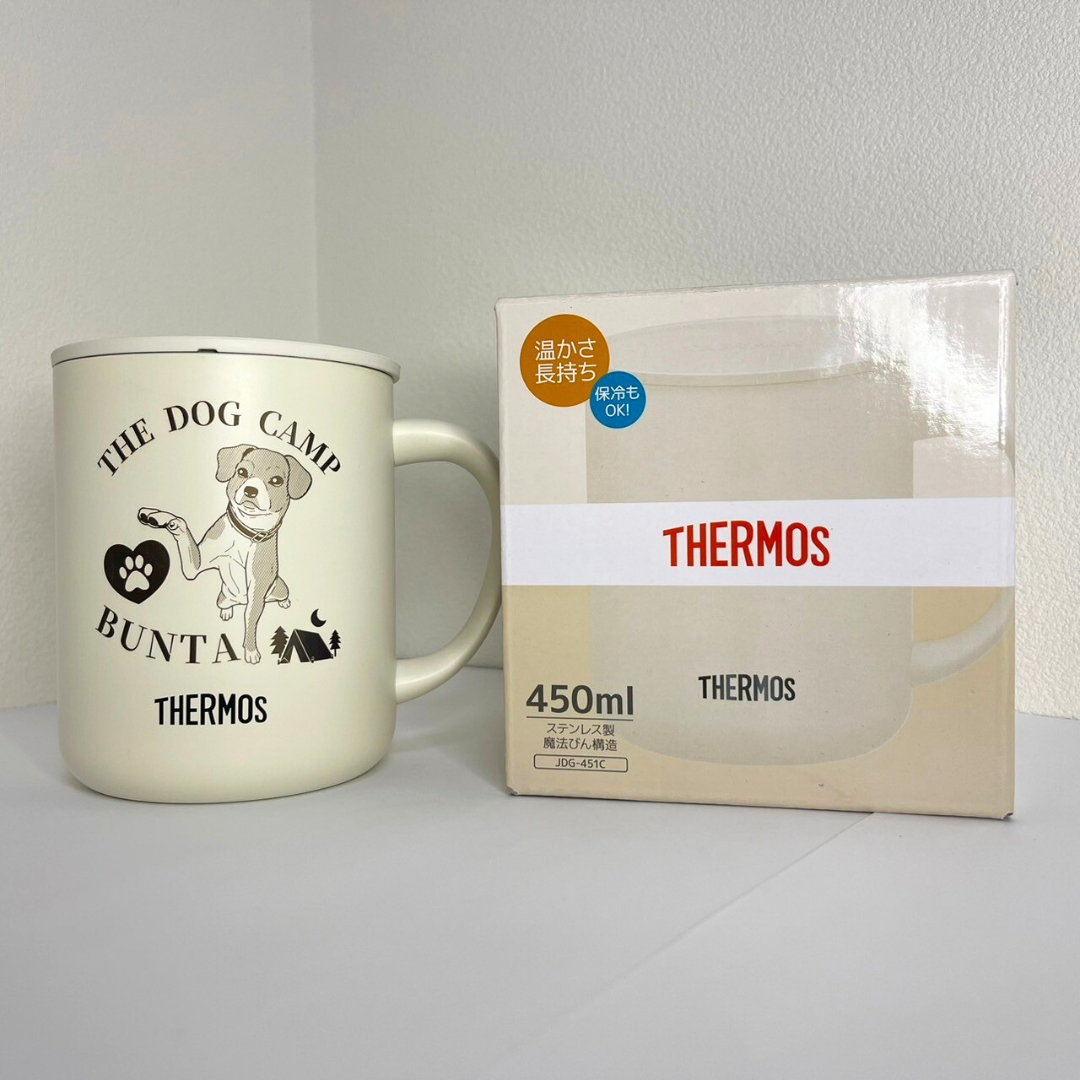 THE DOG CAMP
BUNTA
THERMOS
温かさ
長持ち
保冷も
OK!
THERMOS
THERMOS
450ml
ステンレス製
魔法びん構造
JDG-451C